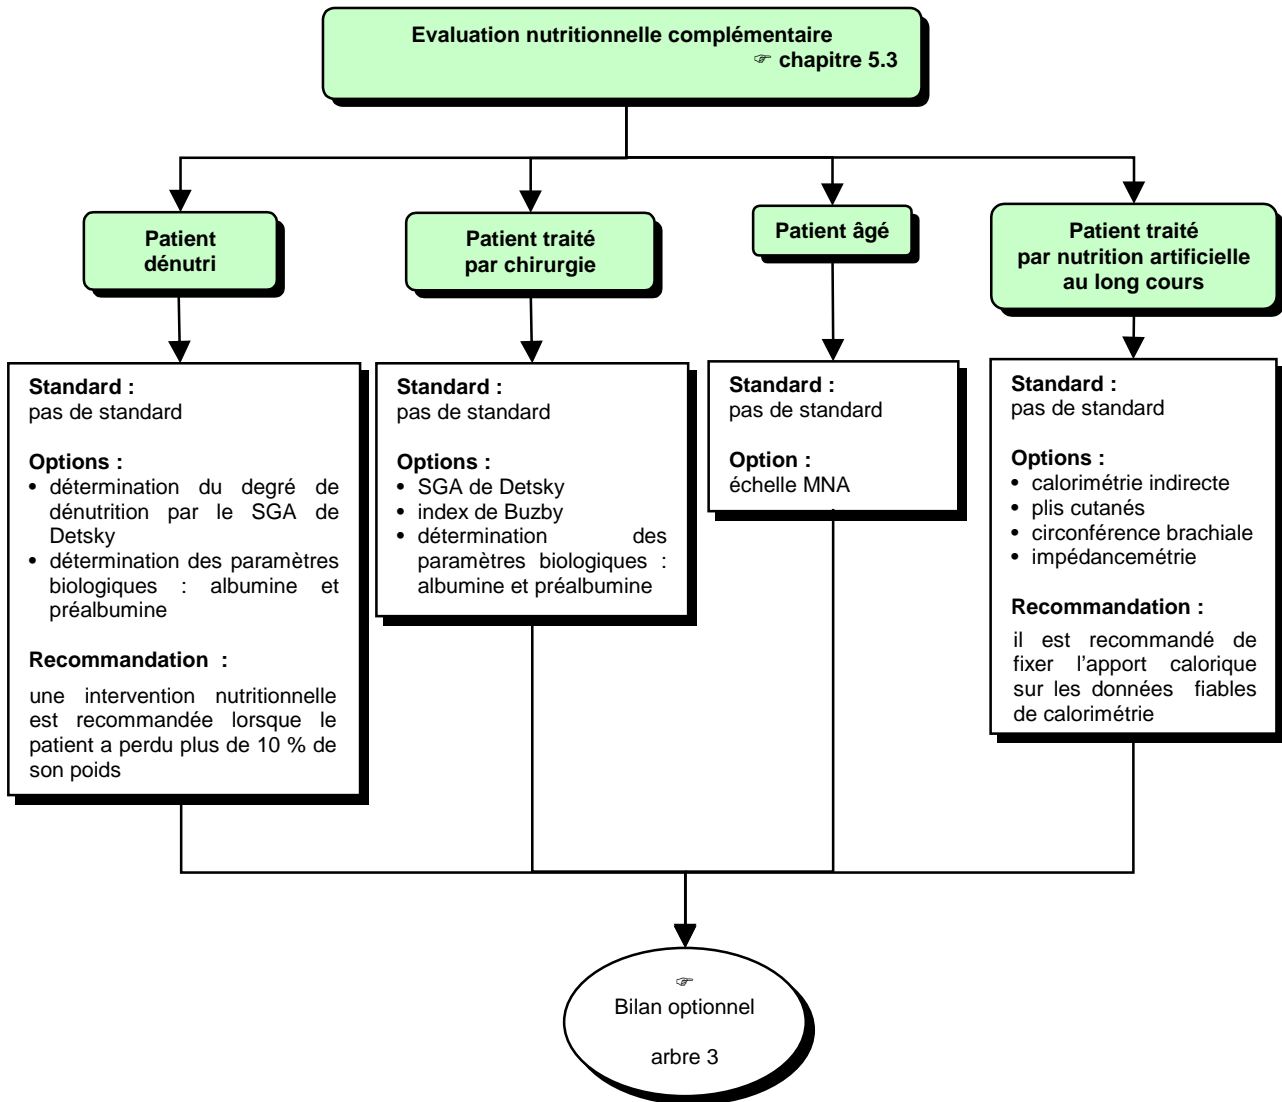 Evaluation nutritionnelle complémentaire
☞ chapitre 5.3
Patient
dénutri
Patient traité
par chirurgie
Patient âgé
Patient traité
par nutrition artificielle
au long cours
Standard :
pas de standard
Options :
• détermination du degré de
dénutrition par le SGA de
Detsky
• détermination des paramètres
biologiques : albumine et
préalbumine
Recommandation :
une intervention nutritionnelle
est recommandée lorsque le
patient a perdu plus de 10 % de
son poids
Standard :
pas de standard
Options :
• SGA de Detsky
• index de Buzby
• détermination des
paramètres biologiques :
albumine et préalbumine
Standard :
pas de standard
Option :
échelle MNA
Standard :
pas de standard
Options :
• calorimétrie indirecte
• plis cutanés
• circonférence brachiale
• impédancemétrie
Recommandation :
il est recommandé de
fixer l'apport calorique
sur les données fiables
de calorimétrie
☞
Bilan optionnel
arbre 3